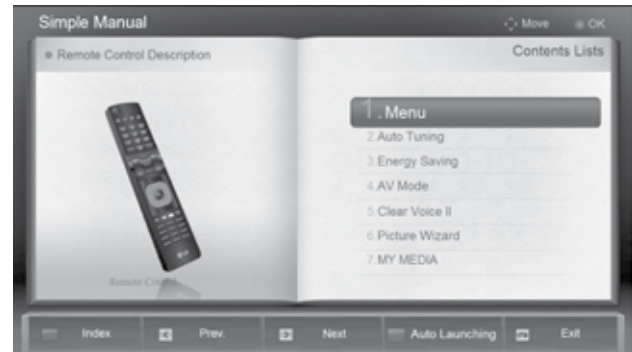 Simple Manual
Move
OK
Remote Control Description
Contents Lists
1. Menu
2.Auto Tuning
3.Energy Saving
4.AV Mode
5.Clear Voice II
6.Picture Wizard
7.MY MEDIA
Remote Control
Index
Prev.
Next
Auto Launching
Exit